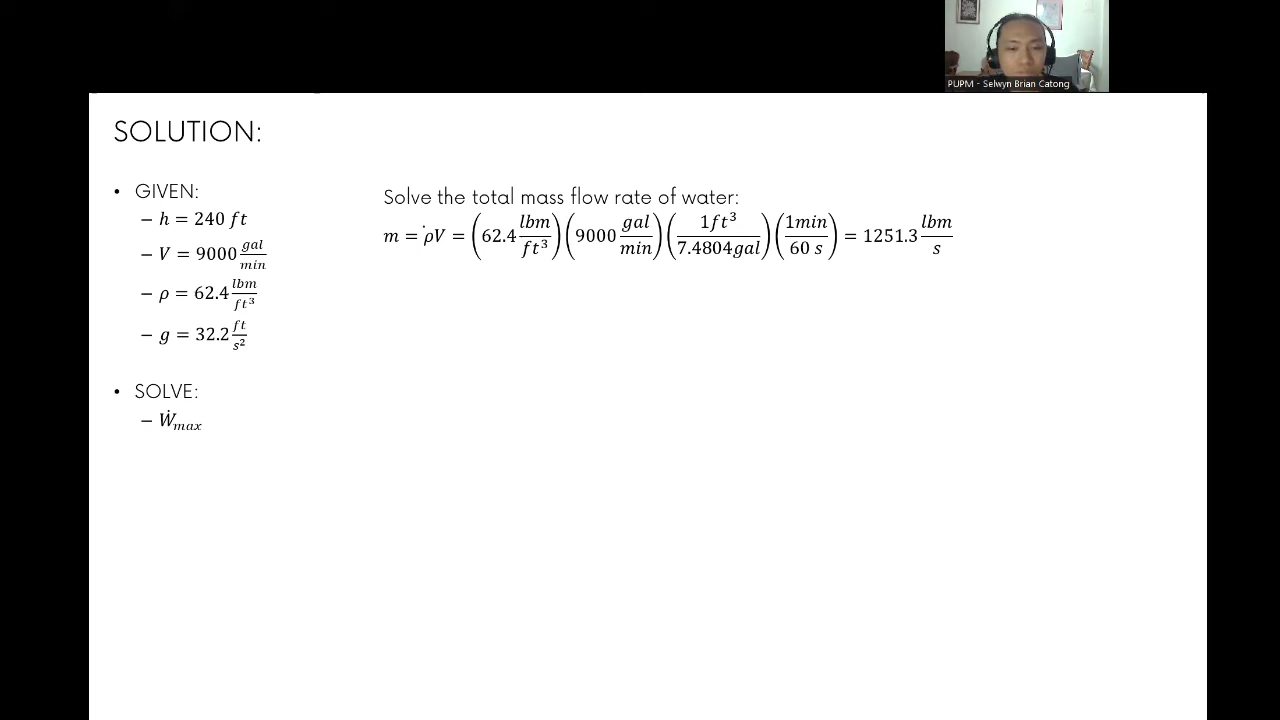 PUPM - Selwyn Brian Catong
SOLUTION:
• GIVEN:
– h = 240 ft
– V = 9000 gal/min
– ρ = 62.4 lbm/ft³
– g = 32.2 ft/s²
• SOLVE:
– Ẇmax
Solve the total mass flow rate of water:
m = ρ̇V = (62.4 lbm/ft³)(9000 gal/min)(1ft³/7.4804gal)(1min/60 s) = 1251.3 lbm/s